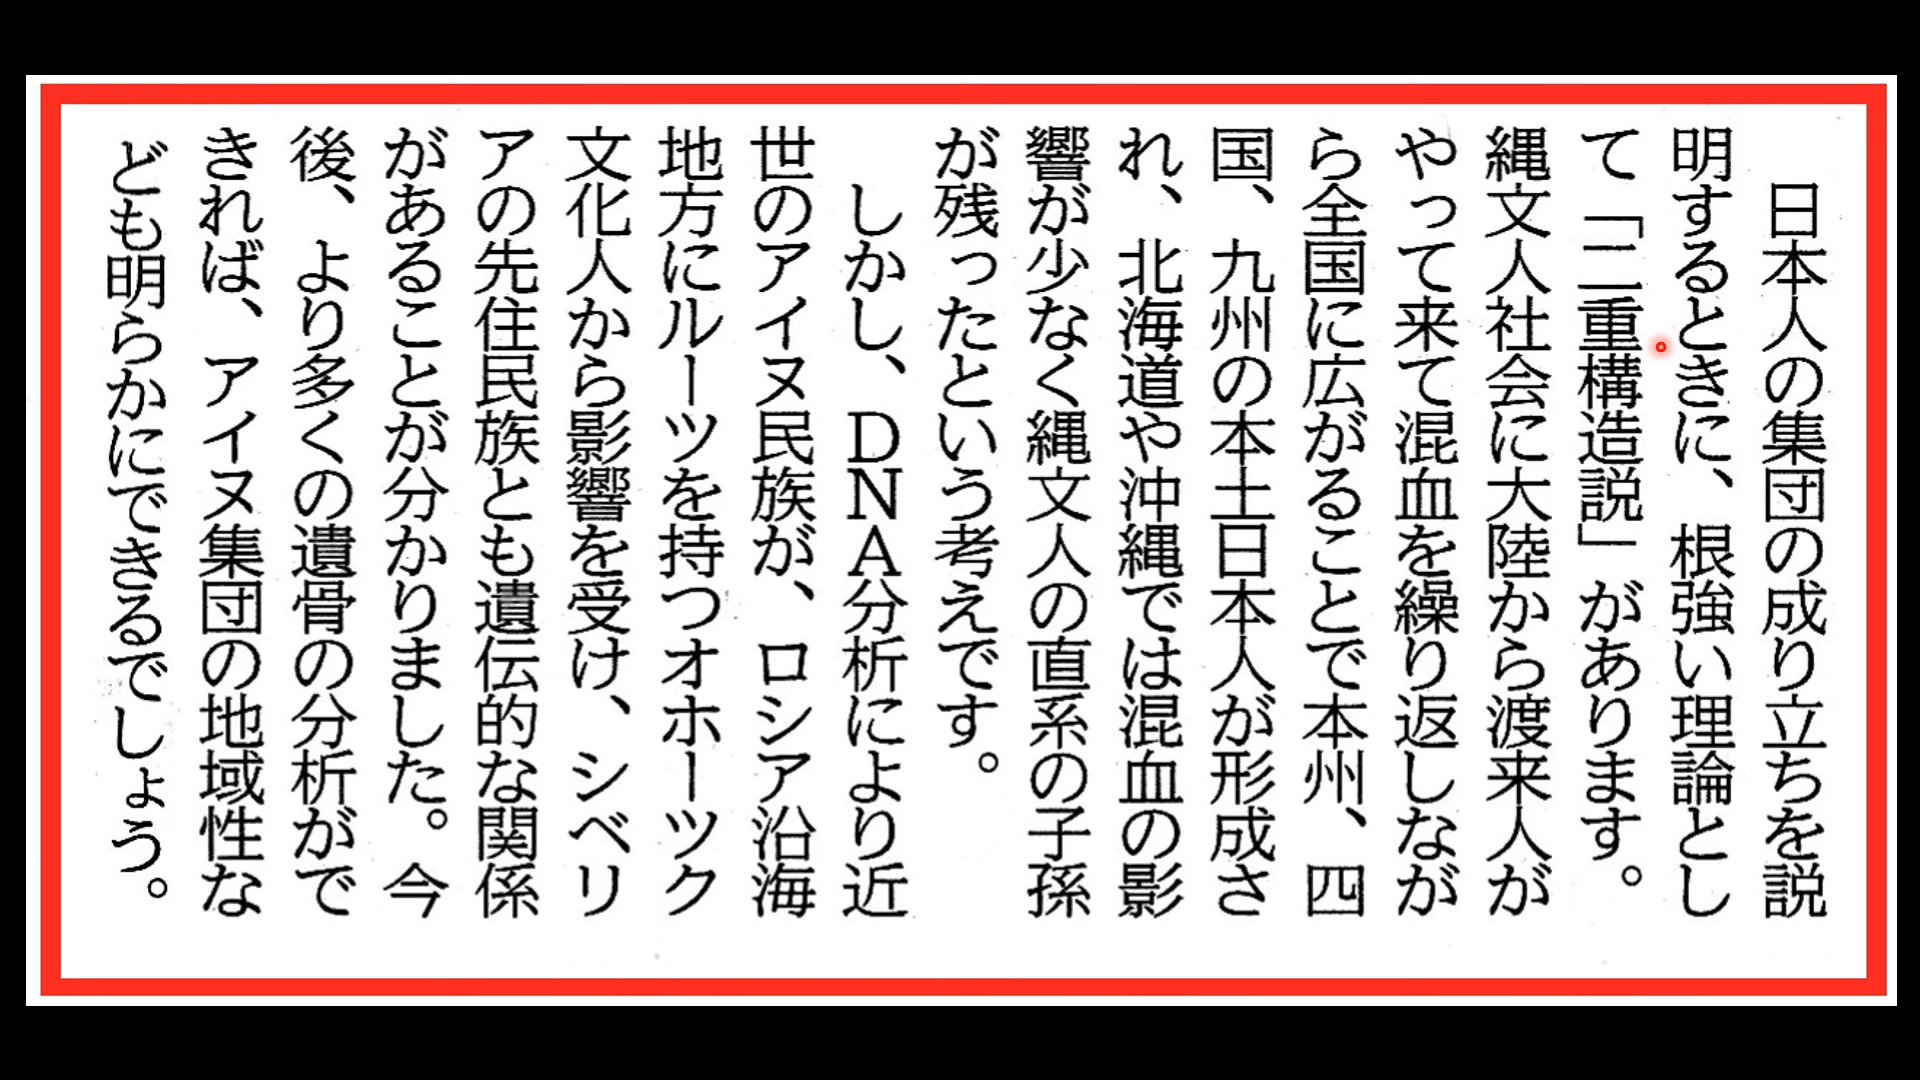 日本人の集団の成り立ちを説
明するときに、根強い理論とし
て「二重構造説」があります。
縄文人社会に大陸から渡来人が
やって来て混血を繰り返しなが
ら全国に広がることで本州、四
国、九州の本土日本人が形成さ
れ、北海道や沖縄では混血の影
響が少なく縄文人の直系の子孫
が残ったという考えです。
しかし、DNA分析により近
世のアイヌ民族が、ロシア沿海
地方にルーツを持つオホーツク
文化人から影響を受け、シベリ
アの先住民族とも遺伝的な関係
があることが分かりました。今
後、より多くの遺骨の分析がで
きれば、アイヌ集団の地域性な
ども明らかにできるでしょう。